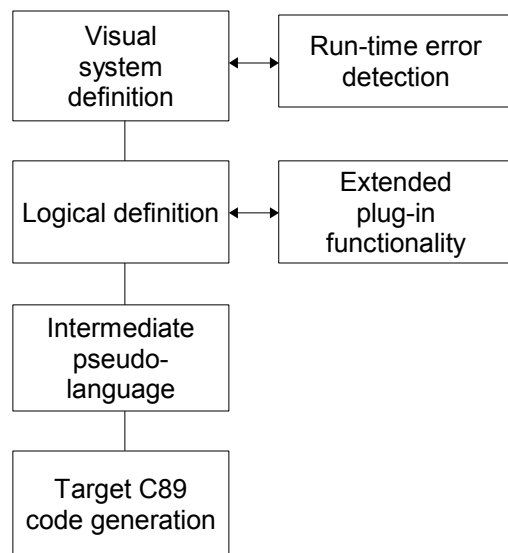 Visual
system
definition
Run-time error
detection
Logical definition
Extended
plug-in
functionality
Intermediate
pseudo-
language
Target C89
code generation